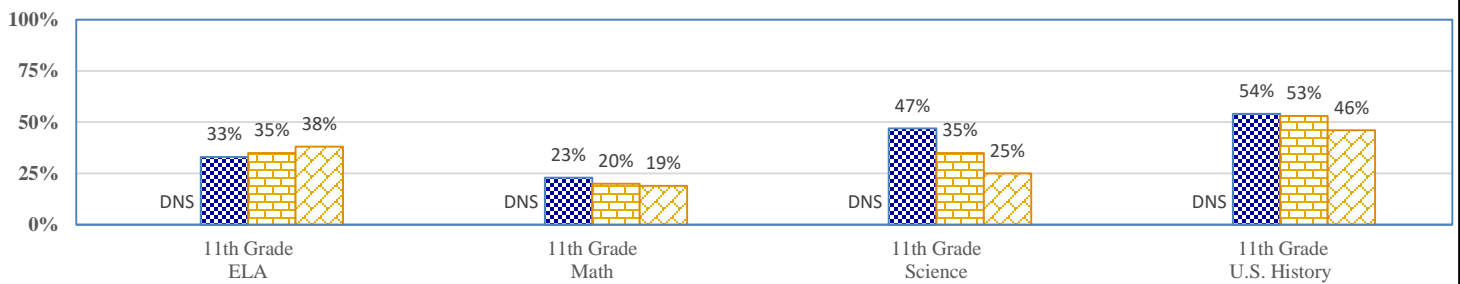 100%
75%
50%
25%
0%
DNS 33% 35% 38%
DNS 23% 20% 19%
DNS 47% 35% 25%
DNS 54% 53% 46%
11th Grade
ELA
11th Grade
Math
11th Grade
Science
11th Grade
U.S. History